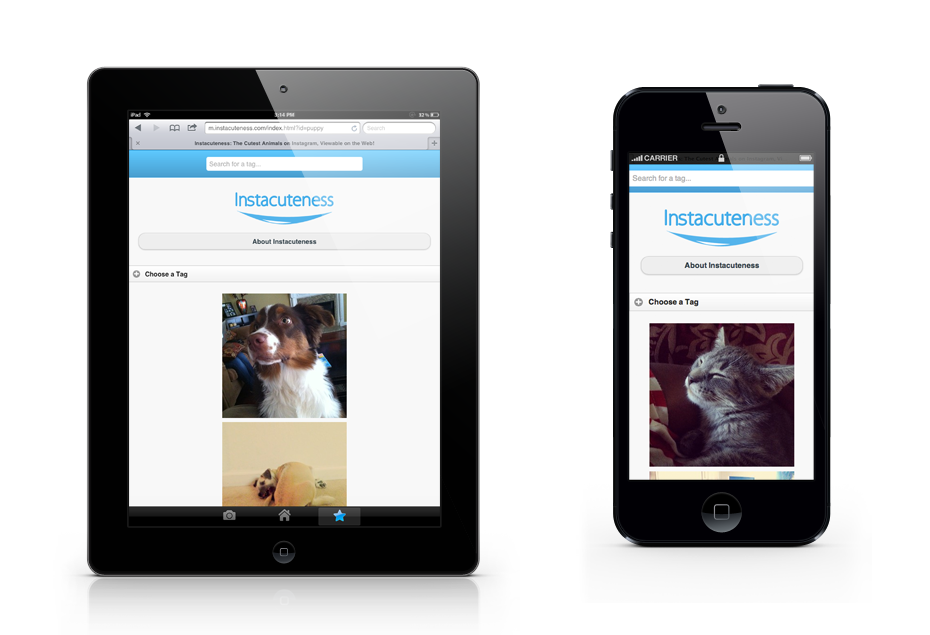 iPad
3:14 PM
32%
m.instacuteness.com/index.html?id=puppy
Search
Instacuteness: The Cutest Animals on Instagram, Viewable on the Web!
Search for a tag...
Instacuteness
About Instacuteness
Choose a Tag
CARRIER
Search for a tag...
Instacuteness
About Instacuteness
Choose a Tag